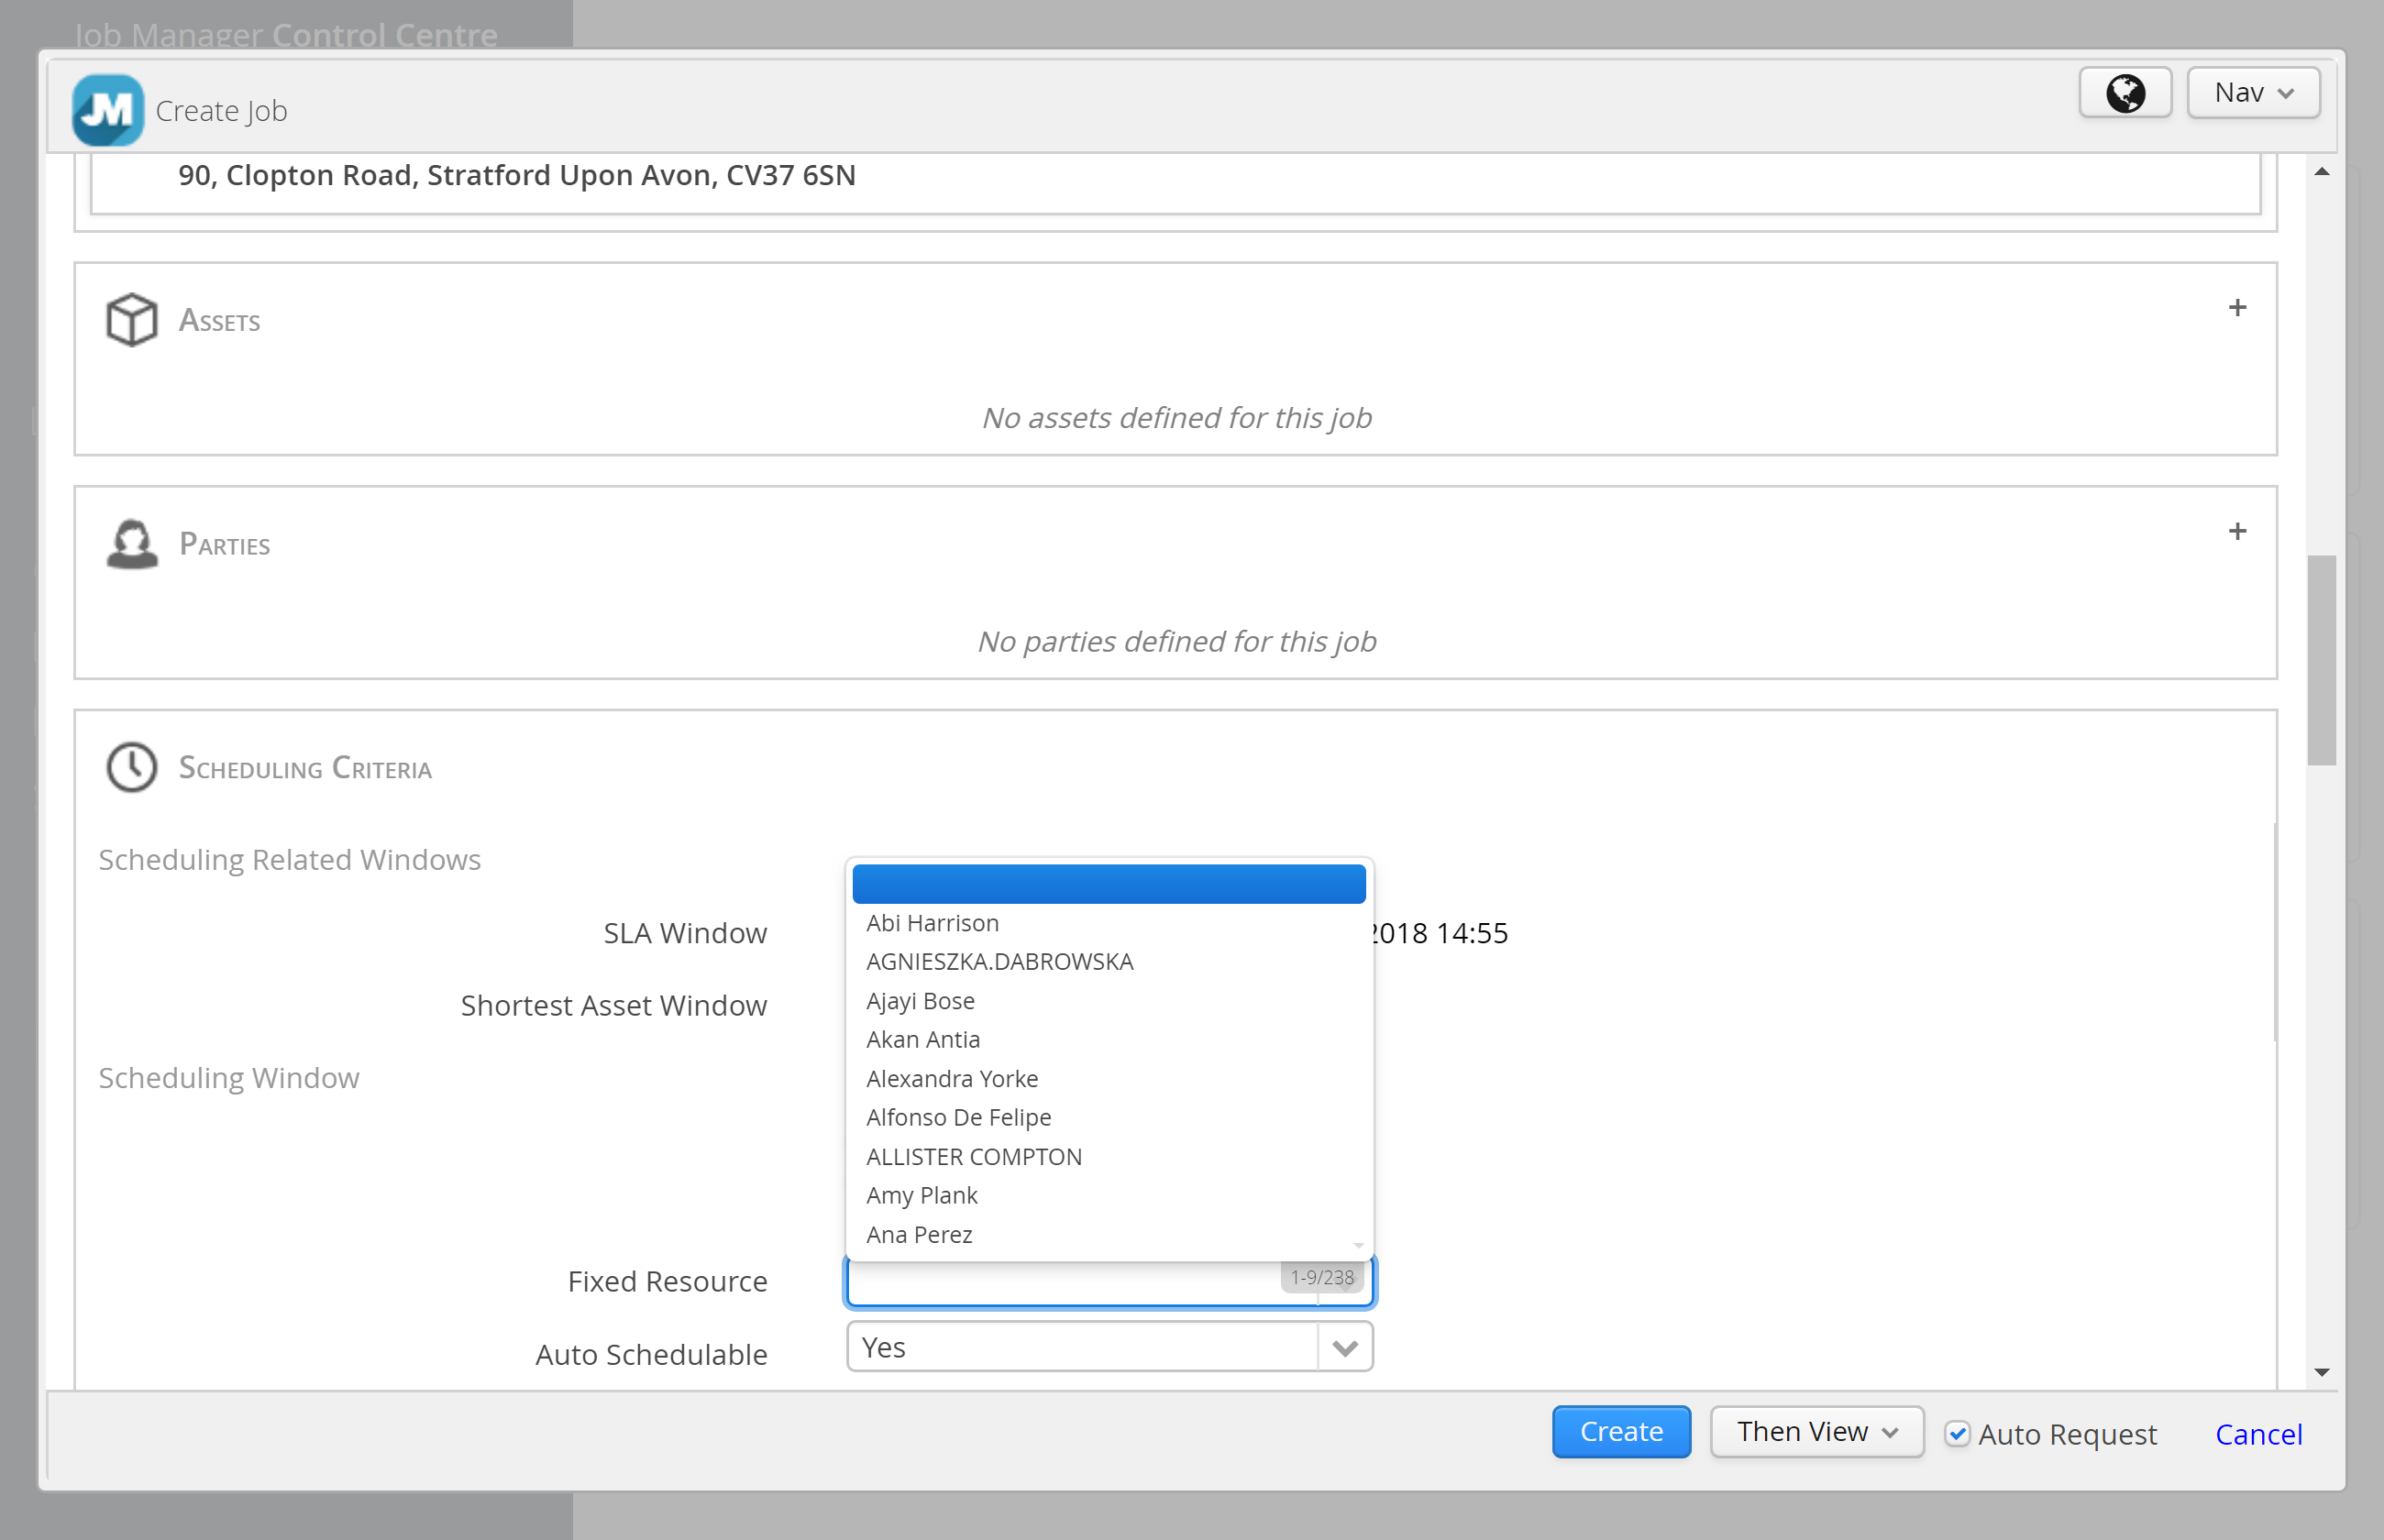 Job Manager Control Centre
JM Create Job
Nav
90, Clopton Road, Stratford Upon Avon, CV37 6SN
Assets
+
No assets defined for this job
Parties
+
No parties defined for this job
Scheduling Criteria
Scheduling Related Windows
SLA Window
2018 14:55
Shortest Asset Window
Scheduling Window
Abi Harrison
AGNIESZKA.DABROWSKA
Ajayi Bose
Akan Antia
Alexandra Yorke
Alfonso De Felipe
ALLISTER COMPTON
Amy Plank
Ana Perez
Fixed Resource
1-9/238
Auto Schedulable
Yes
Create
Then View
Auto Request
Cancel